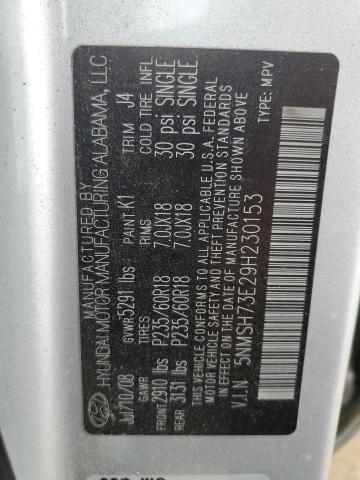 MANUFACTURED BY
HYUNDAI MOTOR MANUFACTURING ALABAMA, LLC
JUL/10/08 GVWR 5291 lbs PAINT K1 TRIM J4
GAWR TIRES COLD TIRE INFL
FRONT 2910 lbs P235/60R18 7.0JX18 30 psi SINGLE
REAR 3131 lbs P235/60R18 7.0JX18 30 psi SINGLE
THIS VEHICLE CONFORMS TO ALL APPLICABLE U.S.A. FEDERAL
MOTOR VEHICLE SAFETY AND THEFT PREVENTION STANDARDS
IN EFFECT ON THE DATE OF MANUFACTURE SHOWN ABOVE
V.I.N 5NMSH73E29H230153 TYPE: MPV